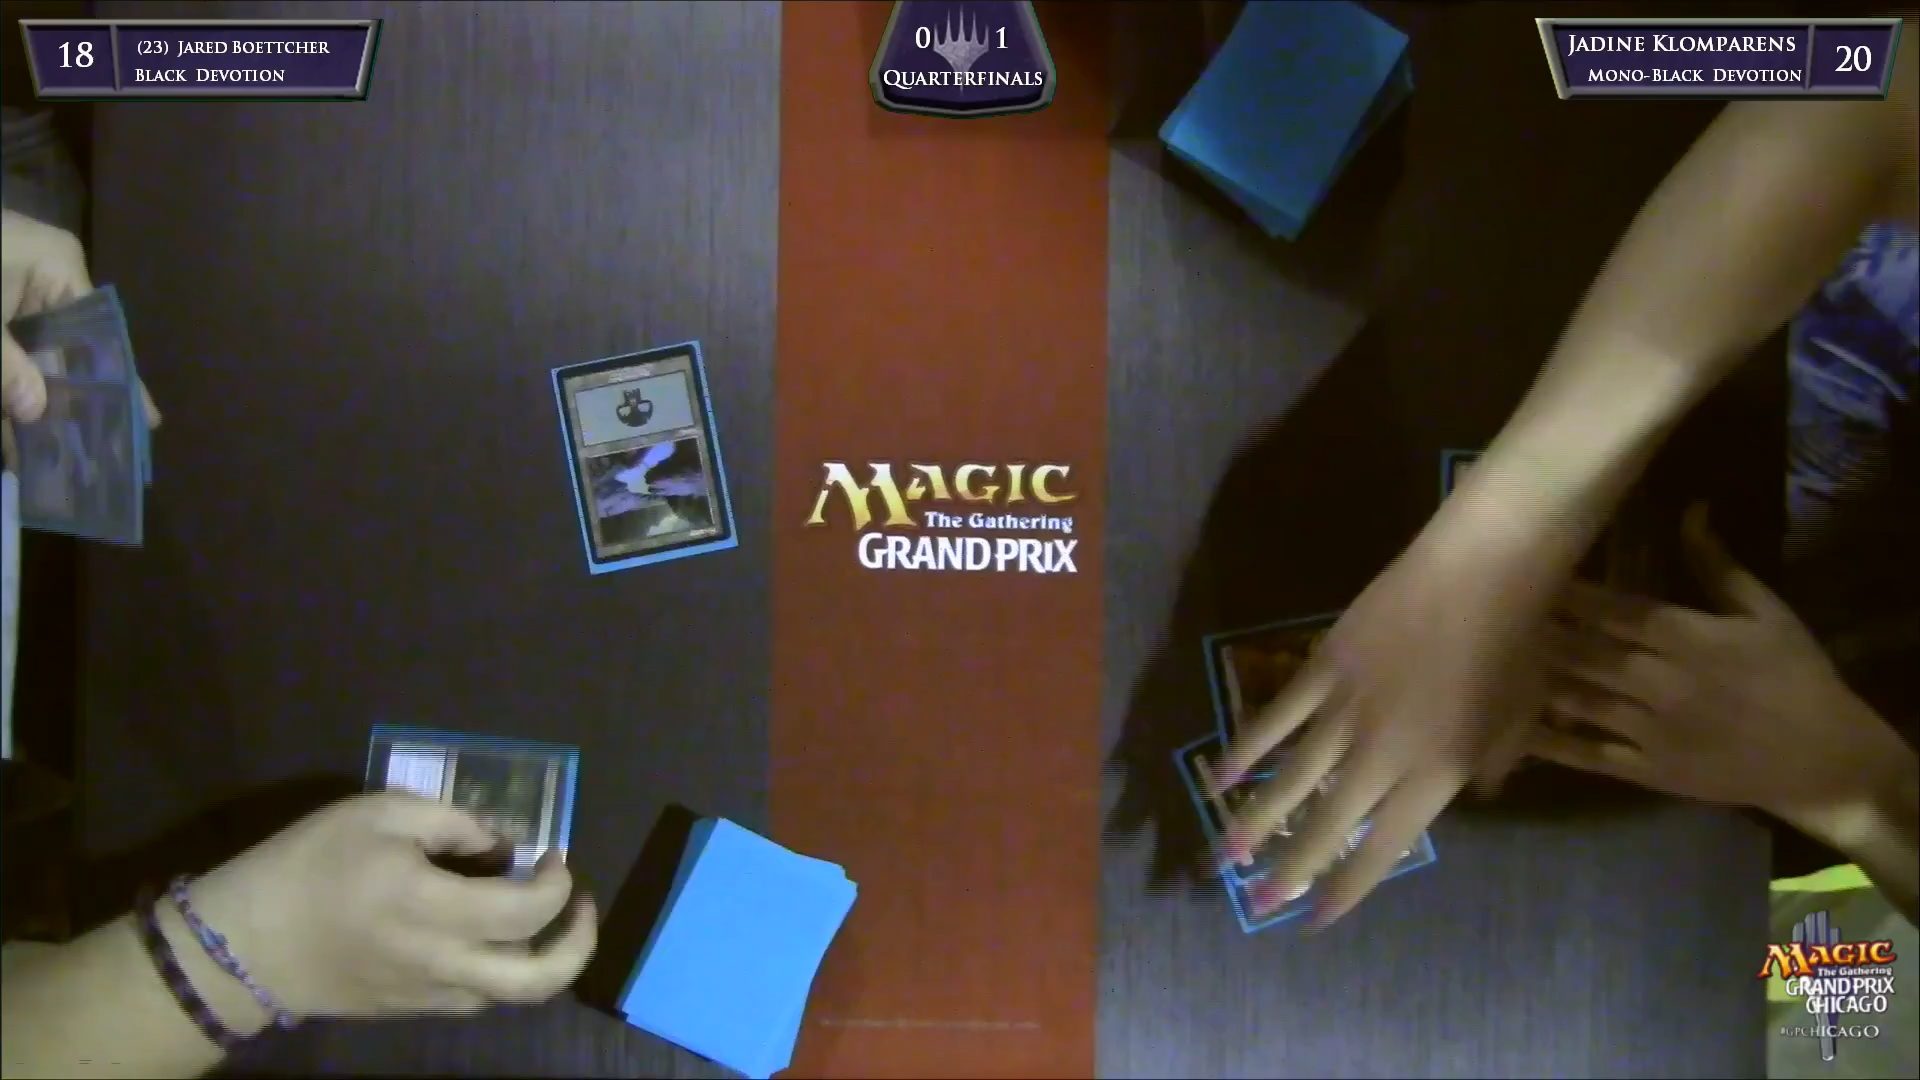 18
(23) Jared Boettcher
Black Devotion
0 1
Quarterfinals
Jadine Klomparens
Mono-Black Devotion
20
Magic
The Gathering
GRAND PRIX
Magic
The Gathering
GRAND PRIX
CHICAGO
#GPCHICAGO